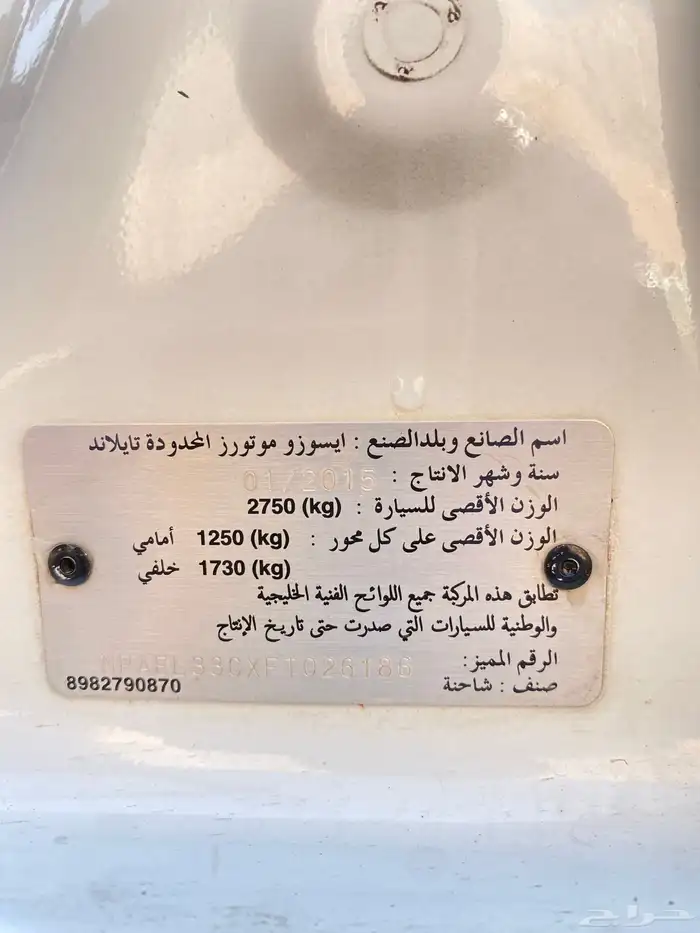 اسم الصانع وبلدالصنع : ايسوزو موتورز المحدودة تايلاند
سنة وشهر الانتاج : 01/2015
الوزن الأقصى للسيارة : 2750 (kg)
الوزن الأقصى على كل محور : 1250 (kg) أمامي
1730 (kg) خلفي
تطابق هذه المركبة جميع اللوائح الفنية الخليجية
والوطنية للسيارات التي صدرت حتى تاريخ الإنتاج
الرقم المميز:
صنف : شاحنة
8982790870
حراج